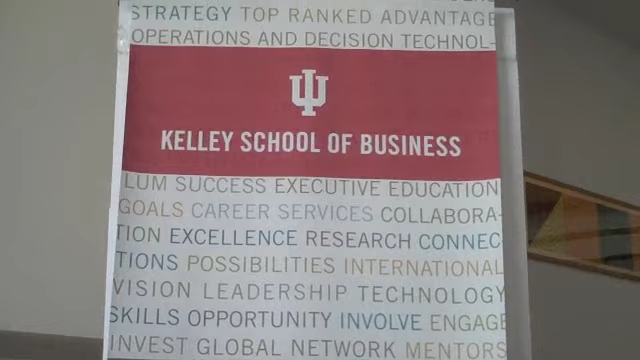 STRATEGY TOP RANKED ADVANTAGE
OPERATIONS AND DECISION TECHNOL-
KELLEY SCHOOL OF BUSINESS
LUM SUCCESS EXECUTIVE EDUCATION
GOALS CAREER SERVICES COLLABORA-
TION EXCELLENCE RESEARCH CONNEC-
TIONS POSSIBILITIES INTERNATIONAL
VISION LEADERSHIP TECHNOLOGY
SKILLS OPPORTUNITY INVOLVE ENGAGE
INVEST GLOBAL NETWORK MENTORS